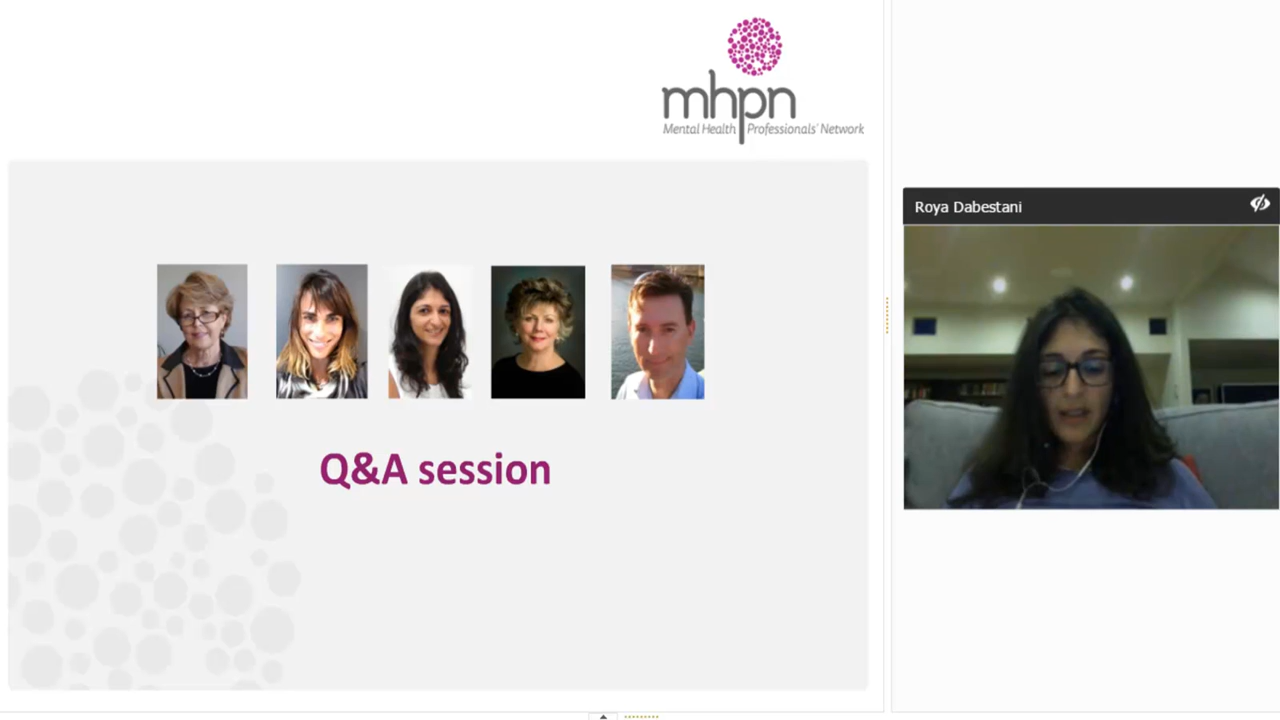 mhpn
Mental Health Professionals' Network
Roya Dabestani
Q&A session